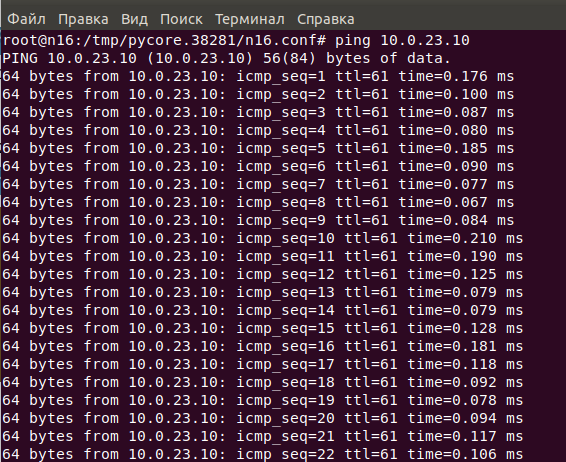 Файл Правка Вид Поиск Терминал Справка
root@n16:/tmp/pycore.38281/n16.conf# ping 10.0.23.10
PING 10.0.23.10 (10.0.23.10) 56(84) bytes of data.
64 bytes from 10.0.23.10: icmp_seq=1 ttl=61 time=0.176 ms
64 bytes from 10.0.23.10: icmp_seq=2 ttl=61 time=0.100 ms
64 bytes from 10.0.23.10: icmp_seq=3 ttl=61 time=0.087 ms
64 bytes from 10.0.23.10: icmp_seq=4 ttl=61 time=0.080 ms
64 bytes from 10.0.23.10: icmp_seq=5 ttl=61 time=0.185 ms
64 bytes from 10.0.23.10: icmp_seq=6 ttl=61 time=0.090 ms
64 bytes from 10.0.23.10: icmp_seq=7 ttl=61 time=0.077 ms
64 bytes from 10.0.23.10: icmp_seq=8 ttl=61 time=0.067 ms
64 bytes from 10.0.23.10: icmp_seq=9 ttl=61 time=0.084 ms
64 bytes from 10.0.23.10: icmp_seq=10 ttl=61 time=0.210 ms
64 bytes from 10.0.23.10: icmp_seq=11 ttl=61 time=0.190 ms
64 bytes from 10.0.23.10: icmp_seq=12 ttl=61 time=0.125 ms
64 bytes from 10.0.23.10: icmp_seq=13 ttl=61 time=0.079 ms
64 bytes from 10.0.23.10: icmp_seq=14 ttl=61 time=0.079 ms
64 bytes from 10.0.23.10: icmp_seq=15 ttl=61 time=0.128 ms
64 bytes from 10.0.23.10: icmp_seq=16 ttl=61 time=0.181 ms
64 bytes from 10.0.23.10: icmp_seq=17 ttl=61 time=0.118 ms
64 bytes from 10.0.23.10: icmp_seq=18 ttl=61 time=0.092 ms
64 bytes from 10.0.23.10: icmp_seq=19 ttl=61 time=0.078 ms
64 bytes from 10.0.23.10: icmp_seq=20 ttl=61 time=0.094 ms
64 bytes from 10.0.23.10: icmp_seq=21 ttl=61 time=0.117 ms
64 bytes from 10.0.23.10: icmp_seq=22 ttl=61 time=0.106 ms